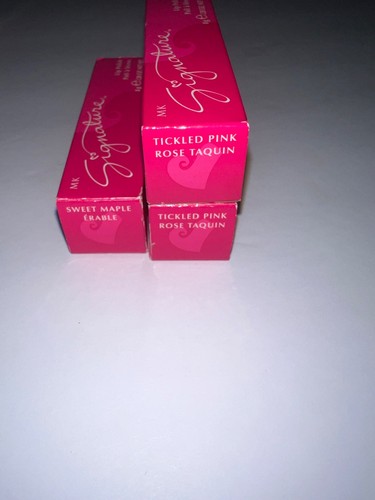 MK
Signature
TICKLED PINK
ROSE TAQUIN
MK
Signature
SWEET MAPLE
ÉRABLE
TICKLED PINK
ROSE TAQUIN